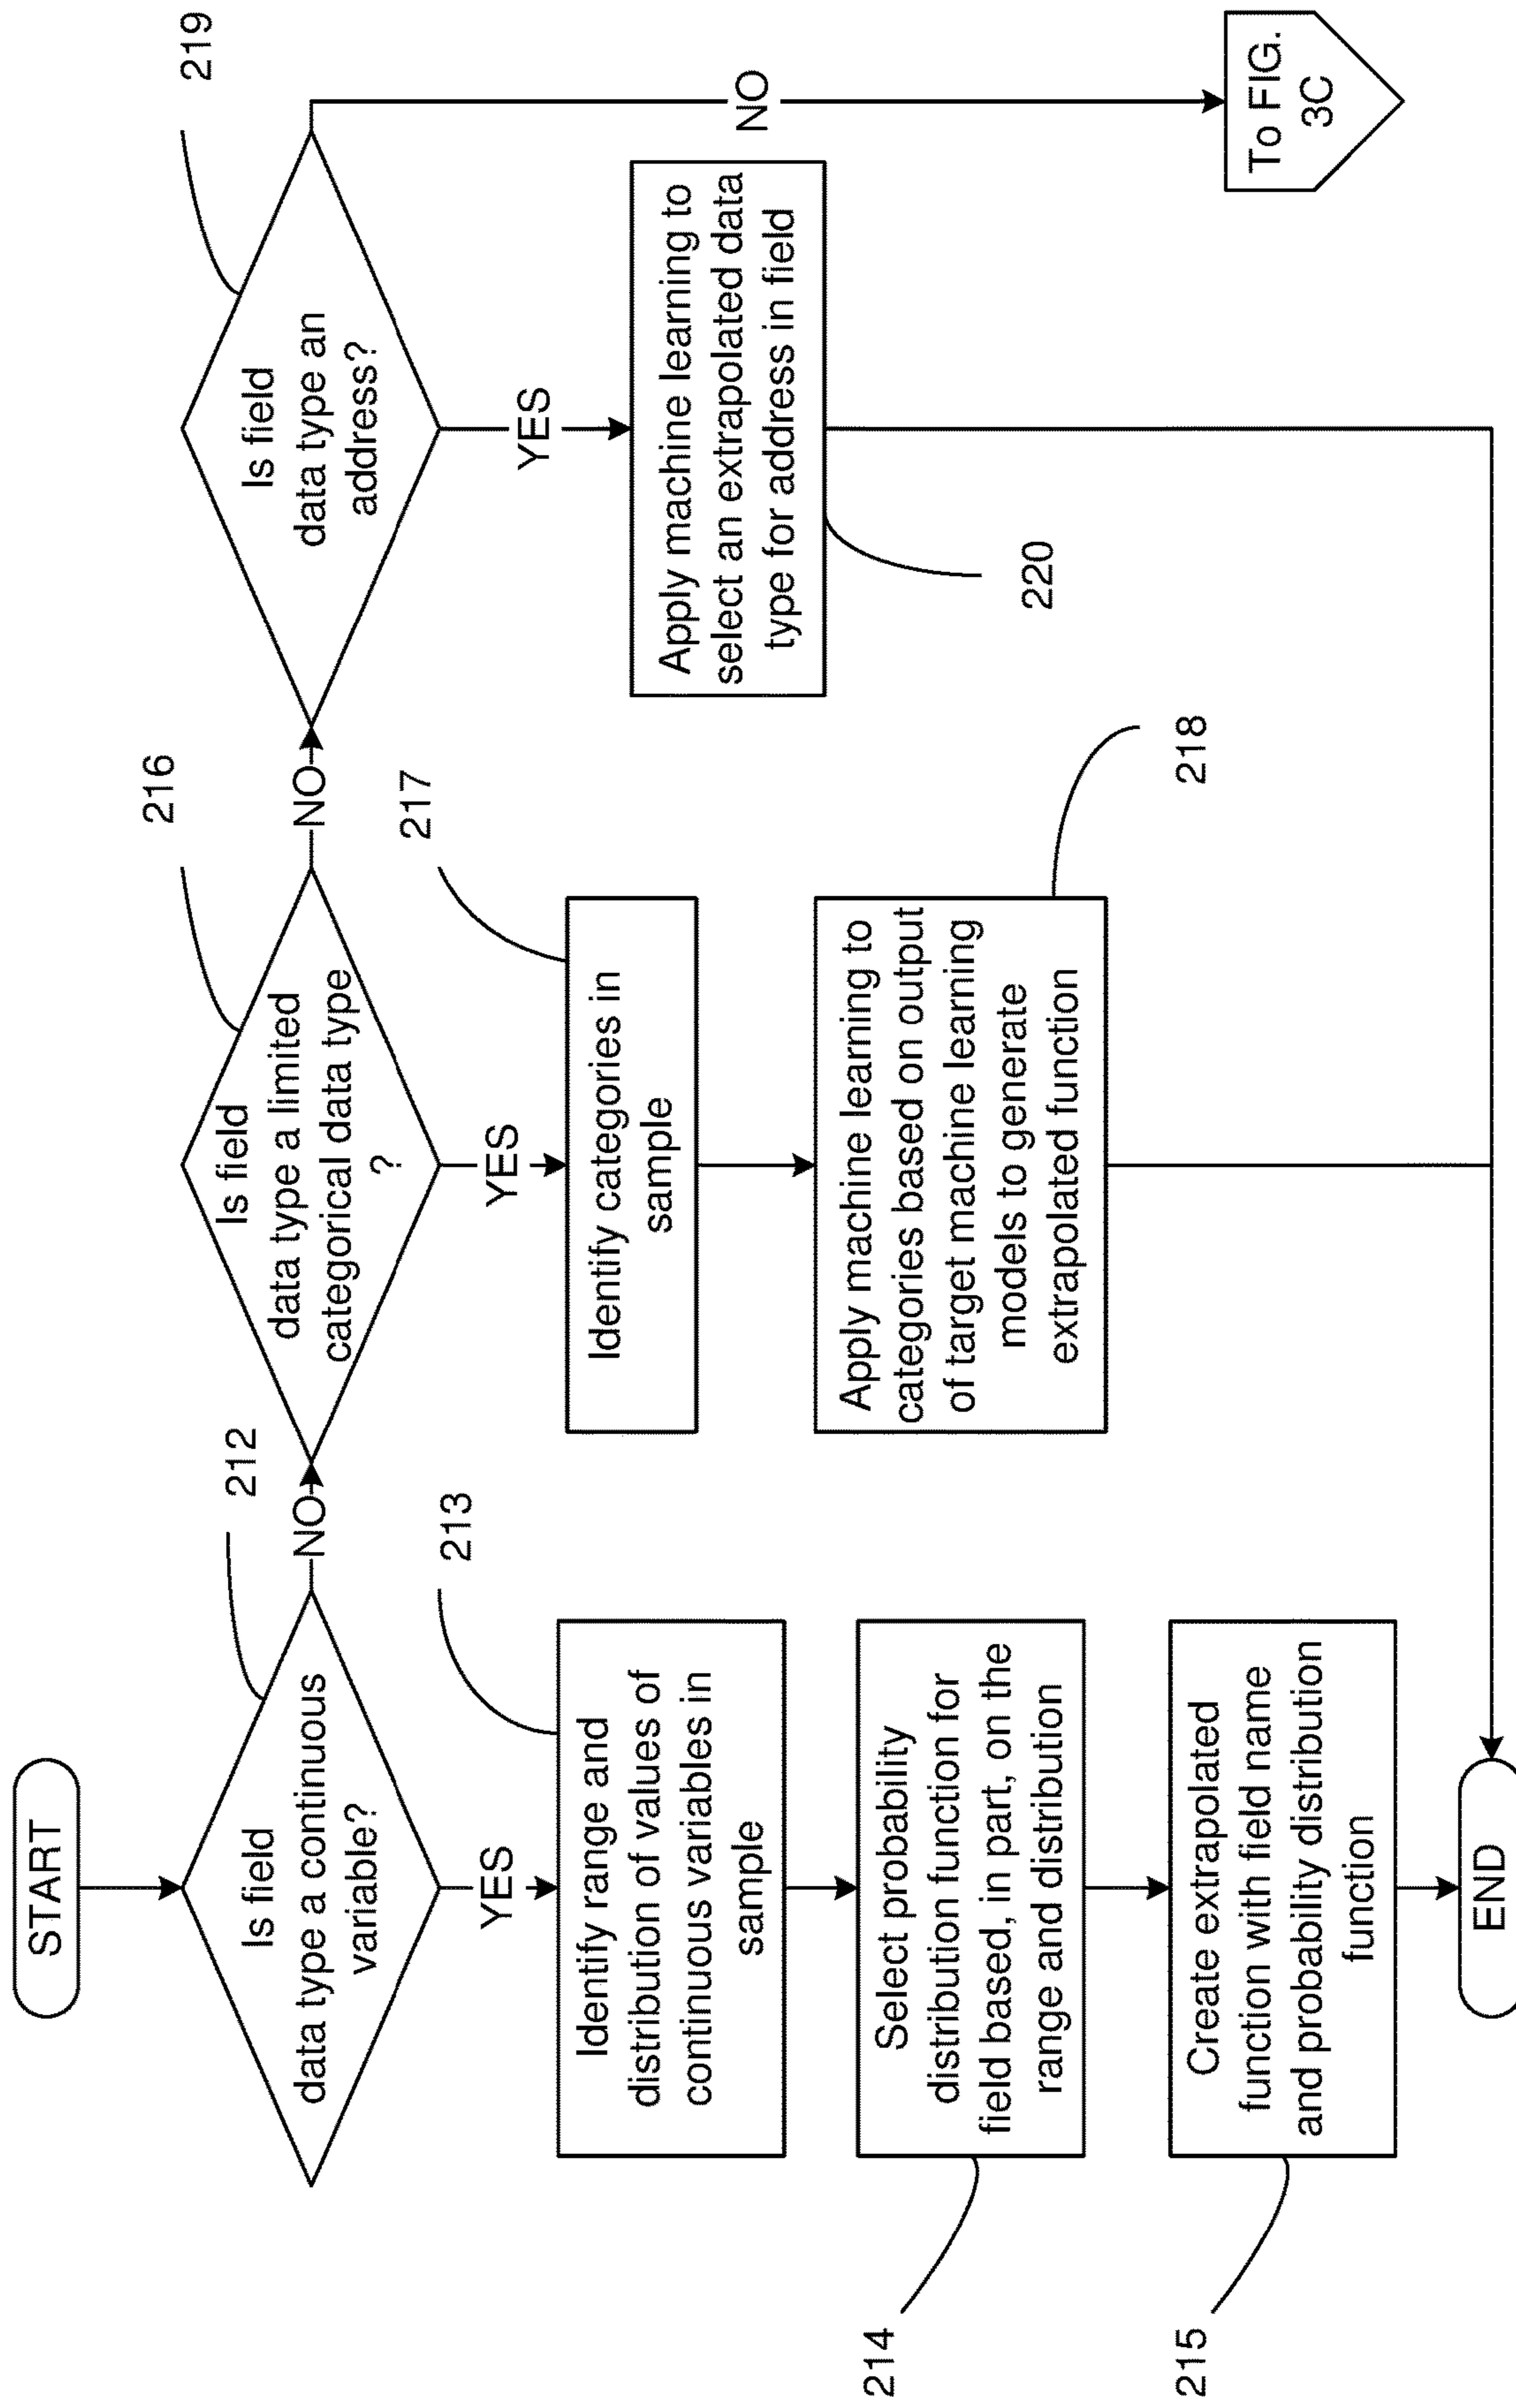 START
212
Is field
data type a continuous
variable?
NO
YES
213
Identify range and
distribution of values of
continuous variables in
sample
214
Select probability
distribution function for
field based, in part, on the
range and distribution
215
Create extrapolated
function with field name
and probability distribution
function
END
216
Is field
data type a limited
categorical data type
?
NO
YES
217
Identify categories in
sample
218
Apply machine learning to
categories based on output
of target machine learning
models to generate
extrapolated function
219
Is field
data type an
address?
YES
NO
Apply machine learning to
select an extrapolated data
type for address in field
220
To FIG.
3C